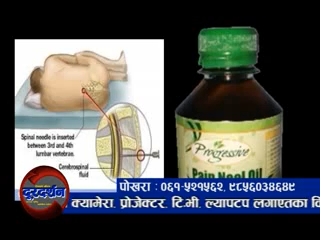 Spinal needle is inserted
between 3rd and 4th
lumbar vertebrae.
Cerebrospinal
fluid
Progressive
Pain Neel Oil
दूरदर्शन
पोखरा : ०६१-५२१५६२, ९८५६०३४६४९
क्यामेरा, प्रोजेक्टर, टि.भी. ल्यापटप लगाएतका वि